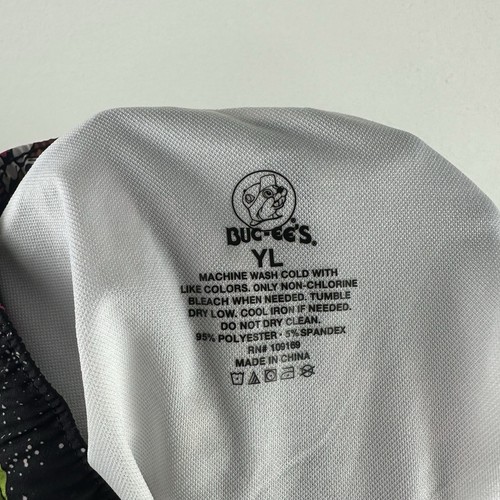 BUC-EE'S.
YL
MACHINE WASH COLD WITH
LIKE COLORS. ONLY NON-CHLORINE
BLEACH WHEN NEEDED. TUMBLE
DRY LOW. COOL IRON IF NEEDED.
DO NOT DRY CLEAN.
95% POLYESTER - 5% SPANDEX
RN# 109169
MADE IN CHINA